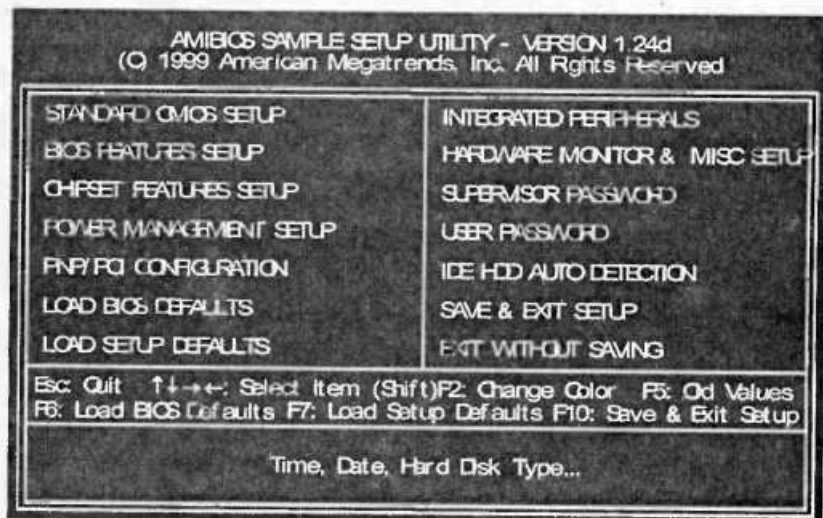 AMIBIOS SAMPLE SETUP UTILITY - VERSION 1.24d
(C) 1999 American Megatrends, Inc. All Rights Reserved
STANDARD CMOS SETUP
BIOS FEATURES SETUP
CHIPSET FEATURES SETUP
POWER MANAGEMENT SETUP
PNP/PCI CONFIGURATION
LOAD BIOS DEFAULTS
LOAD SETUP DEFAULTS
INTEGRATED PERIPHERALS
HARDWARE MONITOR & MISC SETUP
SUPERVISOR PASSWORD
USER PASSWORD
IDE HDD AUTO DETECTION
SAVE & EXIT SETUP
EXIT WITHOUT SAVING
Esc: Quit ↑↓→←: Select Item (Shift)F2: Change Color F5: Old Values
F6: Load BIOS Defaults F7: Load Setup Defaults F10: Save & Exit Setup
Time, Date, Hard Disk Type...